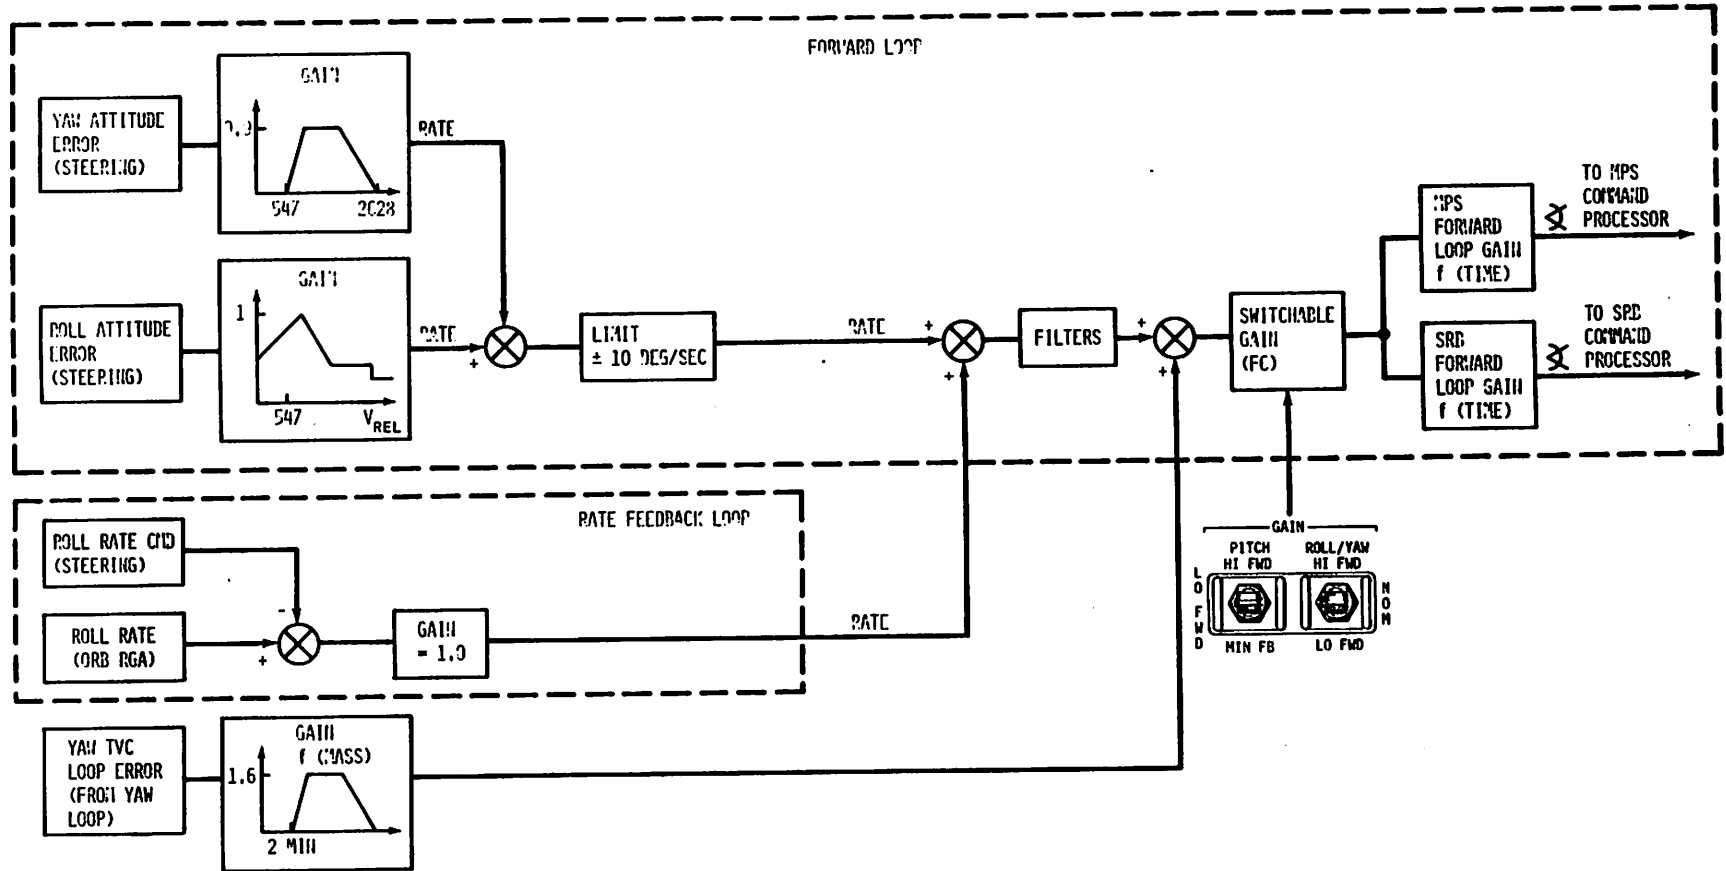 FORWARD LOOP
GAIN
YAW ATTITUDE
ERROR
(STEERING)
0.9
547
2028
RATE
GAIN
ROLL ATTITUDE
ERROR
(STEERING)
1
547
V REL
RATE
+
LIMIT
± 10 DEG/SEC
RATE
+
+
FILTERS
+
+
SWITCHABLE
GAIN
(FC)
MPS
FORWARD
LOOP GAIN
f (TIME)
TO MPS
COMMAND
PROCESSOR
SRB
FORWARD
LOOP GAIN
f (TIME)
TO SRB
COMMAND
PROCESSOR
RATE FEEDBACK LOOP
ROLL RATE CMD
(STEERING)
-
ROLL RATE
(ORB RGA)
+
GAIN
= 1.0
RATE
GAIN
PITCH
HI FWD
ROLL/YAW
HI FWD
LO FWD
NOM
MIN FB
LO FWD
YAW TVC
LOOP ERROR
(FROM YAW
LOOP)
GAIN
f (MASS)
1.6
2 MIN